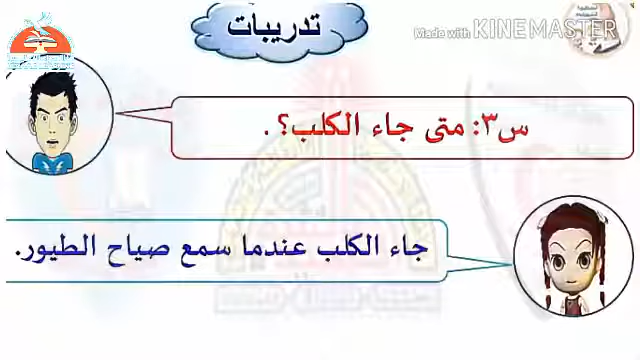 تدريبات
Made with KINEMASTER
س٣: متى جاء الكلب؟ .
جاء الكلب عندما سمع صياح الطيور.